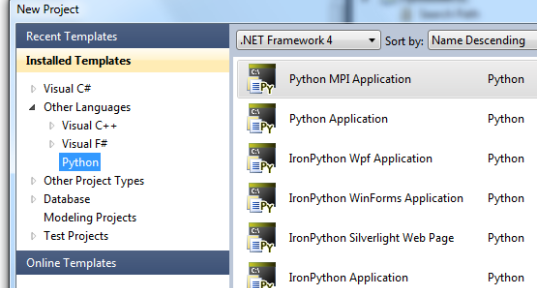 New Project
Recent Templates
Installed Templates
Visual C#
Other Languages
Visual C++
Visual F#
Python
Other Project Types
Database
Modeling Projects
Test Projects
Online Templates
.NET Framework 4 Sort by: Name Descending
Python MPI Application Python
Python Application Python
IronPython Wpf Application Python
IronPython WinForms Application Python
IronPython Silverlight Web Page Python
IronPython Application Python